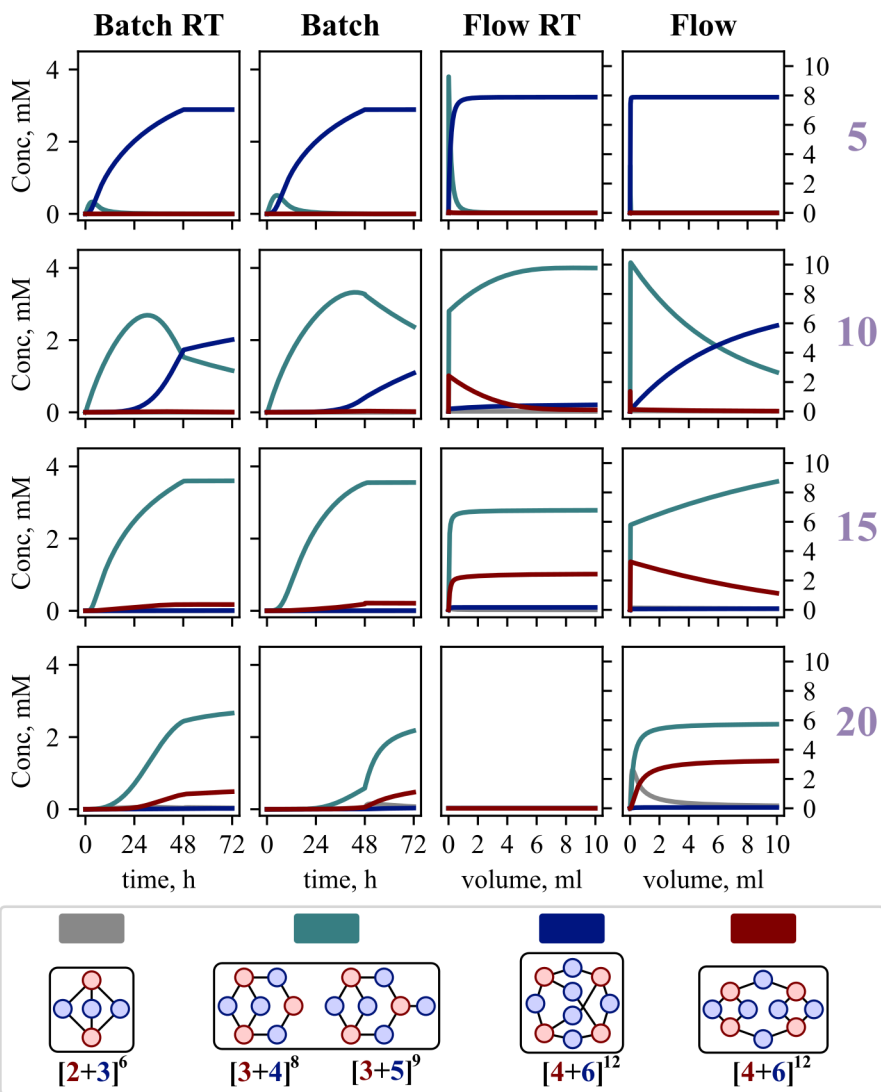 Batch RT Batch Flow RT Flow
Conc, mM 4 2 0 10 8 6 4 2 0 5
Conc, mM 4 2 0 10 8 6 4 2 0 10
Conc, mM 4 2 0 10 8 6 4 2 0 15
Conc, mM 4 2 0 10 8 6 4 2 0 20
0 24 48 72 0 24 48 72 0 2 4 6 8 10 0 2 4 6 8 10
time, h time, h volume, ml volume, ml
[2+3]⁶ [3+4]⁸ [3+5]⁹ [4+6]¹² [4+6]¹²